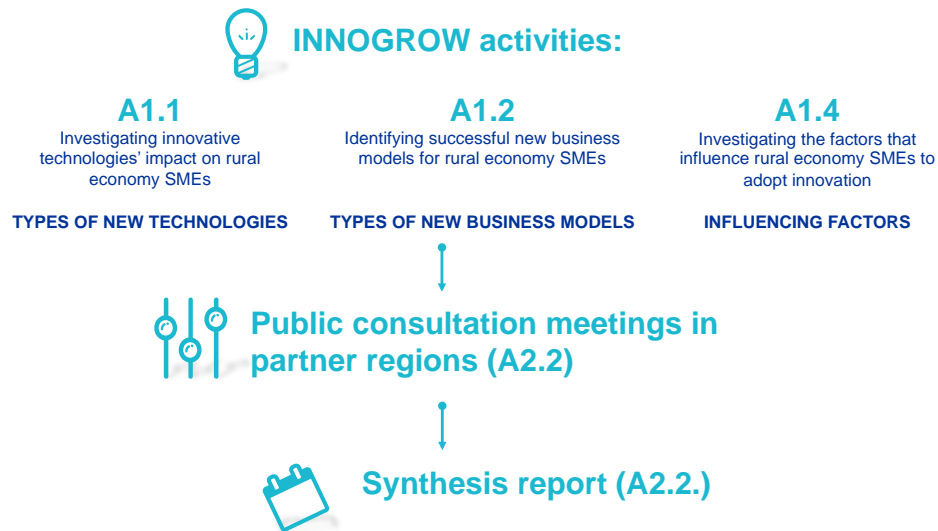 INNOGROW activities:
A1.1
Investigating innovative
technologies' impact on rural
economy SMEs
TYPES OF NEW TECHNOLOGIES
A1.2
Identifying successful new business
models for rural economy SMEs
TYPES OF NEW BUSINESS MODELS
A1.4
Investigating the factors that
influence rural economy SMEs to
adopt innovation
INFLUENCING FACTORS
Public consultation meetings in
partner regions (A2.2)
Synthesis report (A2.2.)